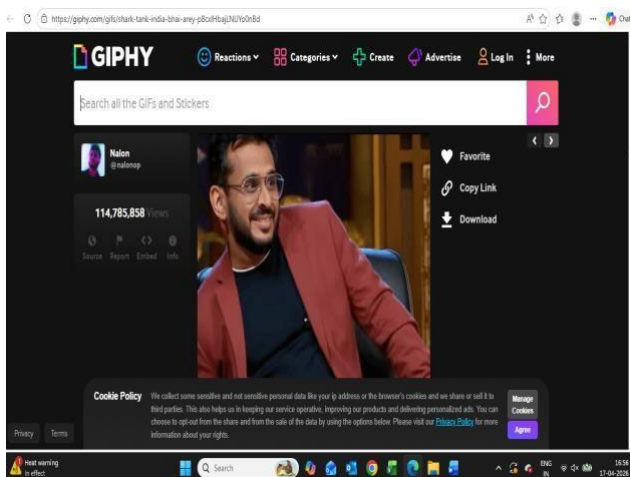 https://giphy.com/gifs/shark-tank-india-bhai-arey-p8cxlHbajLNUYo0nBd
GIPHY
Reactions
Categories
Create
Advertise
Log In
More
Search all the GIFs and Stickers
Nalon
@nalonop
114,785,858 Views
Source
Report
Embed
Info
Favorite
Copy Link
Download
Cookie Policy
We collect some sensitive and not sensitive personal data like your ip address or the browser's cookies and we share or sell it to
third parties. This also helps us in keeping our service operative, improving our products and delivering personalized ads. You can
choose to opt-out from the share and from the sale of the data by using the options below. Please visit our Privacy Policy for more
information about your rights.
Manage
Cookies
Agree
Privacy
Terms
Heat warning
In effect
Search
ENG
IN
16:56
17-04-2026